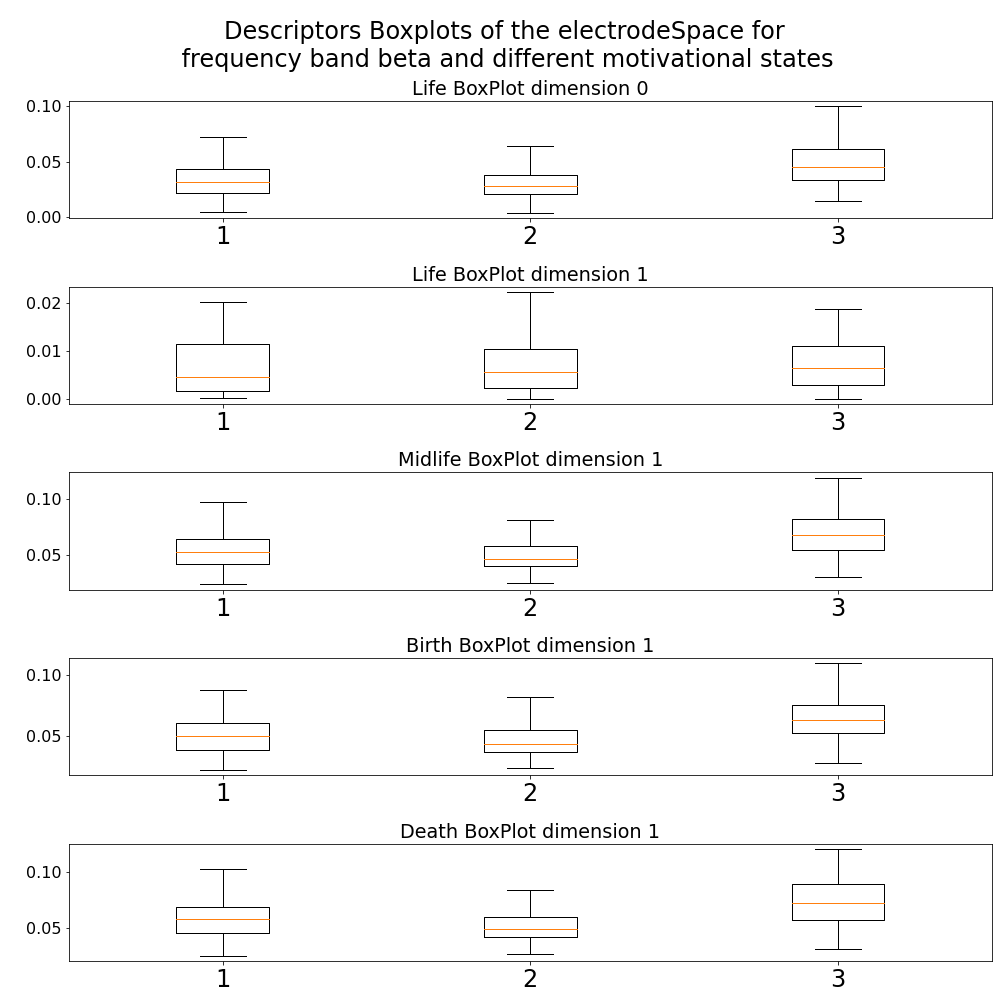 Descriptors Boxplots of the electrodeSpace for
frequency band beta and different motivational states
Life BoxPlot dimension 0
0.10
0.05
0.00
1 2 3
Life BoxPlot dimension 1
0.02
0.01
0.00
1 2 3
Midlife BoxPlot dimension 1
0.10
0.05
1 2 3
Birth BoxPlot dimension 1
0.10
0.05
1 2 3
Death BoxPlot dimension 1
0.10
0.05
1 2 3